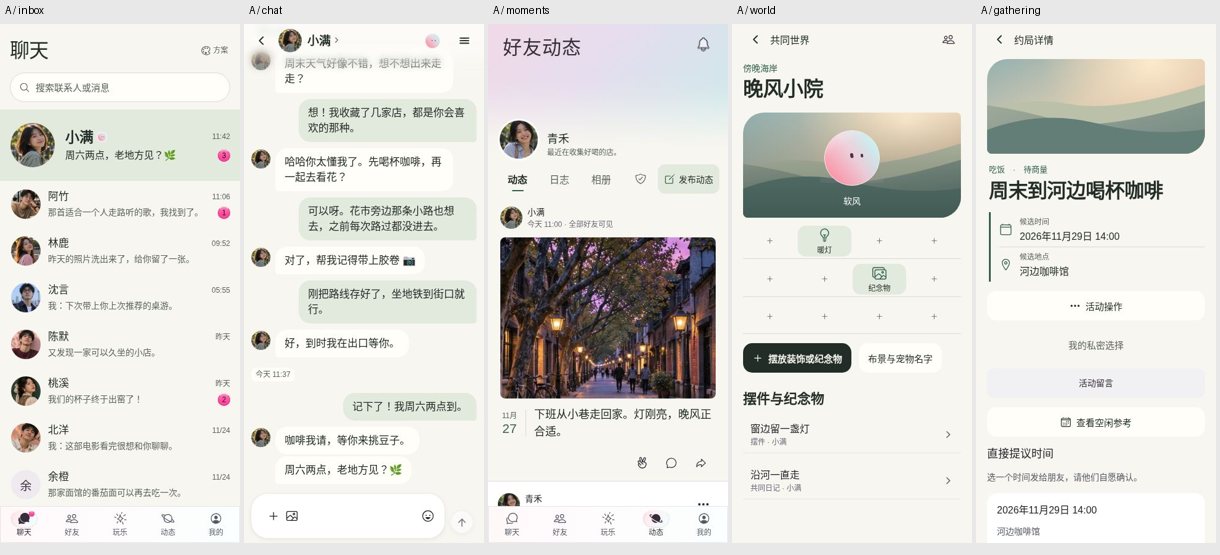 A / inbox
聊天
方案
搜索联系人或消息
小满
11:42
周六两点，老地方见？🌿
3
阿竹
11:06
那首适合一个人走路听的歌，我找到了。
1
林鹿
09:52
昨天的照片洗出来了，给你留了一张。
沈言
05:55
我：下次带上你上次推荐的桌游。
陈默
昨天
又发现一家可以久坐的小店。
桃溪
昨天
我们的杯子终于出窑了！
2
北洋
11/24
我：这部电影看完很想和你聊聊。
余
余橙
11/24
那家面馆的番茄面可以再去吃一次。
聊天
好友
玩乐
动态
我的
A / chat
小满
周末天气好像不错，想不想出来走
走？
想！我收藏了几家店，都是你会喜
欢的那种。
哈哈你太懂我了。先喝杯咖啡，再
一起去看花？
可以呀。花市旁边那条小路也想
去，之前每次路过都没进去。
对了，帮我记得带上胶卷 📷
刚把路线存好了，坐地铁到街口就
行。
好，到时我在出口等你。
今天 11:37
记下了！我周六两点到。
咖啡我请，等你来挑豆子。
周六两点，老地方见？🌿
A / moments
好友动态
青禾
最近在收集好喝的店。
动态
日志
相册
发布动态
小满
今天 11:00 · 全部好友可见
11月
27
下班从小巷走回家。灯刚亮，晚风正
合适。
青禾
聊天
好友
玩乐
动态
我的
A / world
共同世界
傍晚海岸
晚风小院
软风
暖灯
纪念物
摆放装饰或纪念物
布景与宠物名字
摆件与纪念物
窗边留一盏灯
摆件 · 小满
沿河一直走
共同日记 · 小满
A / gathering
约局详情
吃饭 · 待商量
周末到河边喝杯咖啡
候选时间
2026年11月29日 14:00
候选地点
河边咖啡馆
活动操作
我的私密选择
活动留言
查看空闲参考
直接提议时间
选一个时间发给朋友，请他们自愿确认。
2026年11月29日 14:00
河边咖啡馆